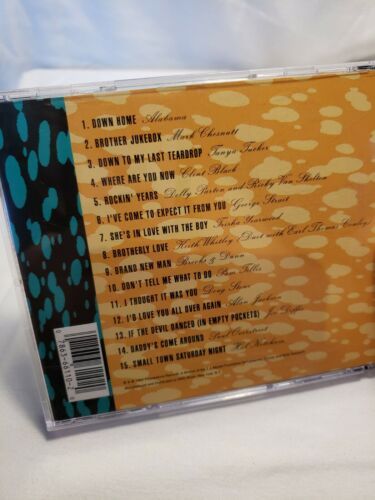 1. DOWN HOME Alabama
2. BROTHER JUKEBOX Mark Chesnutt
3. DOWN TO MY LAST TEARDROP Tanya Tucker
4. WHERE ARE YOU NOW Clint Black
5. ROCKIN' YEARS Dolly Parton and Ricky Van Shelton
6. I'VE COME TO EXPECT IT FROM YOU George Strait
7. SHE'S IN LOVE WITH THE BOY Trisha Yearwood
8. BROTHERLY LOVE Keith Whitley - Duet with Earl Thomas Conley
9. BRAND NEW MAN Brooks & Dunn
10. DON'T TELL ME WHAT TO DO Pam Tillis
11. I THOUGHT IT WAS YOU Doug Stone
12. I'D LOVE YOU ALL OVER AGAIN Alan Jackson
13. IF THE DEVIL DANCED (IN EMPTY POCKETS) Joe Diffie
14. DADDY'S COME AROUND Paul Overstreet
15. SMALL TOWN SATURDAY NIGHT Hal Ketchum
0 7863-66110-2